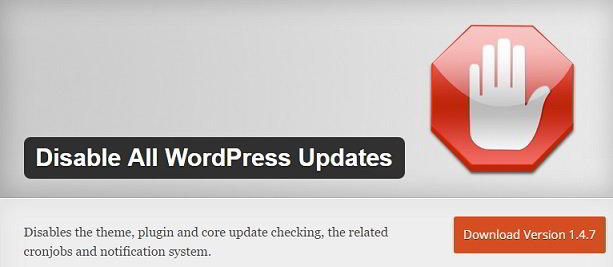 Disable All WordPress Updates
Disables the theme, plugin and core update checking, the related
cronjobs and notification system.
Download Version 1.4.7